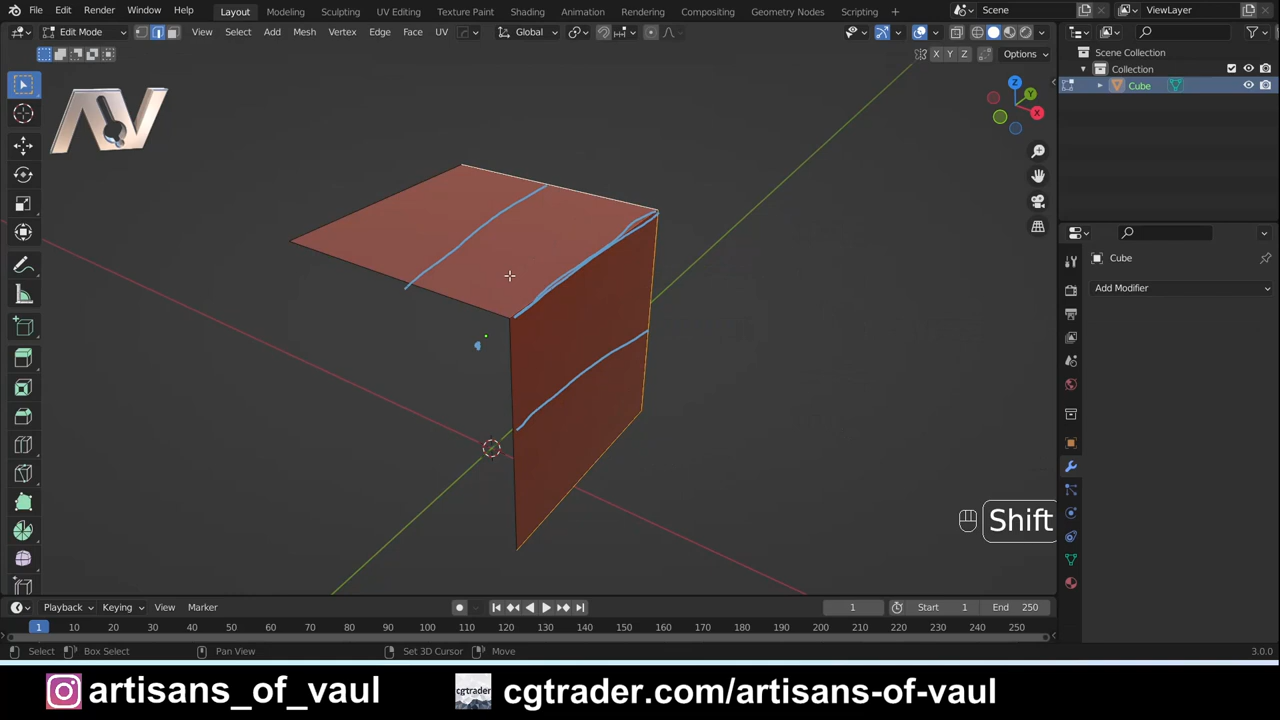 File Edit Render Window Help Layout Modeling Sculpting UV Editing Texture Paint Shading Animation Rendering Compositing Geometry Nodes Scripting + Scene ViewLayer
Edit Mode View Select Add Mesh Vertex Edge Face UV Global
X Y Z Options
Scene Collection
Collection
Cube
Z
Y
X
AV
Cube
Add Modifier
Shift
Playback Keying View Marker 1 Start 1 End 250
1 10 20 30 40 50 60 70 80 90 100 110 120 130 140 150 160 170 180 190 200 210 220 230 240 250
Select Box Select Pan View Set 3D Cursor Move 3.0.0
artisans_of_vaul cgtrader cgtrader.com/artisans-of-vaul